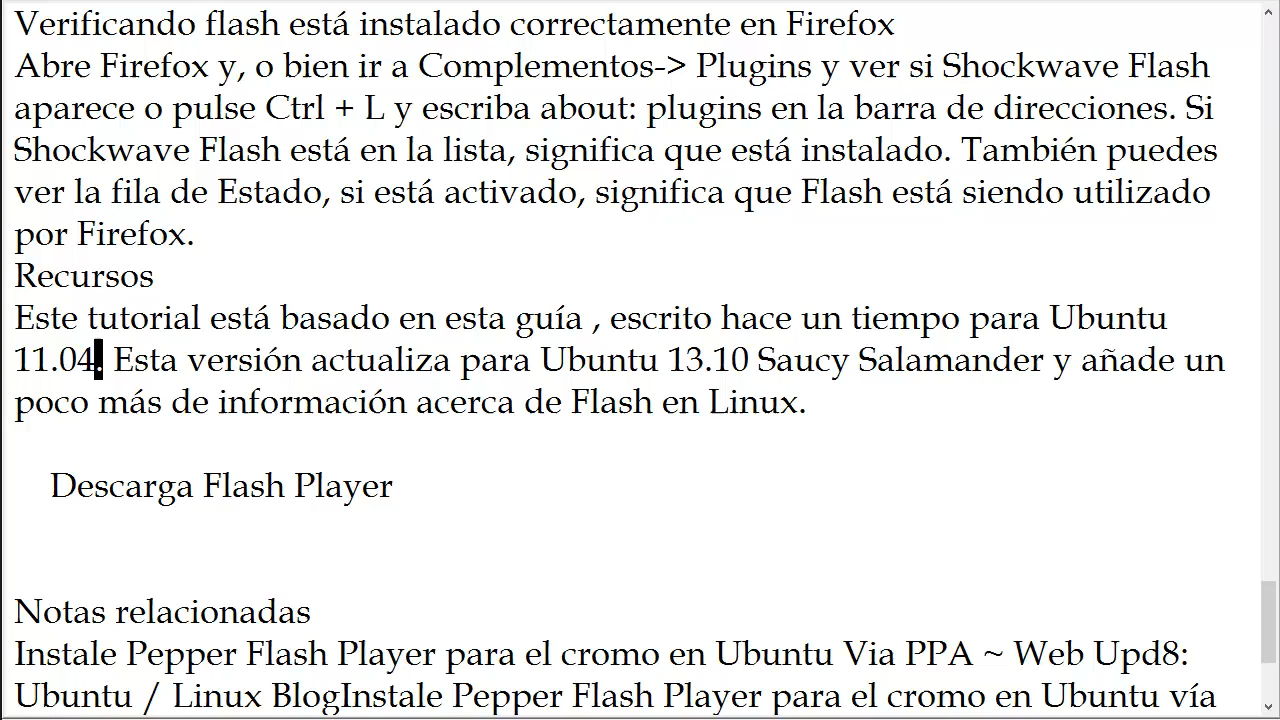 Verificando flash está instalado correctamente en Firefox
Abre Firefox y, o bien ir a Complementos-> Plugins y ver si Shockwave Flash
aparece o pulse Ctrl + L y escriba about: plugins en la barra de direcciones. Si
Shockwave Flash está en la lista, significa que está instalado. También puedes
ver la fila de Estado, si está activado, significa que Flash está siendo utilizado
por Firefox.
Recursos
Este tutorial está basado en esta guía , escrito hace un tiempo para Ubuntu
11.04. Esta versión actualiza para Ubuntu 13.10 Saucy Salamander y añade un
poco más de información acerca de Flash en Linux.
Descarga Flash Player
Notas relacionadas
Instale Pepper Flash Player para el cromo en Ubuntu Via PPA ~ Web Upd8:
Ubuntu / Linux BlogInstale Pepper Flash Player para el cromo en Ubuntu vía